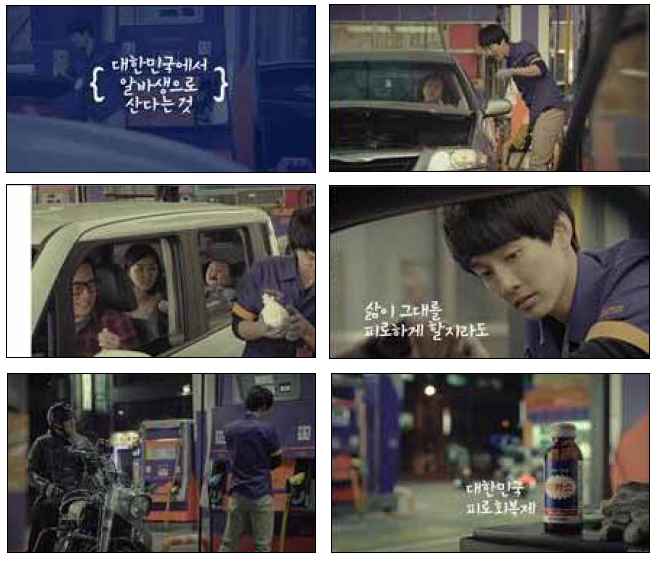 { 대한민국에서
알바생으로
산다는 것 }
삶이 그대를
피로하게 할지라도
대한민국
피로회복제